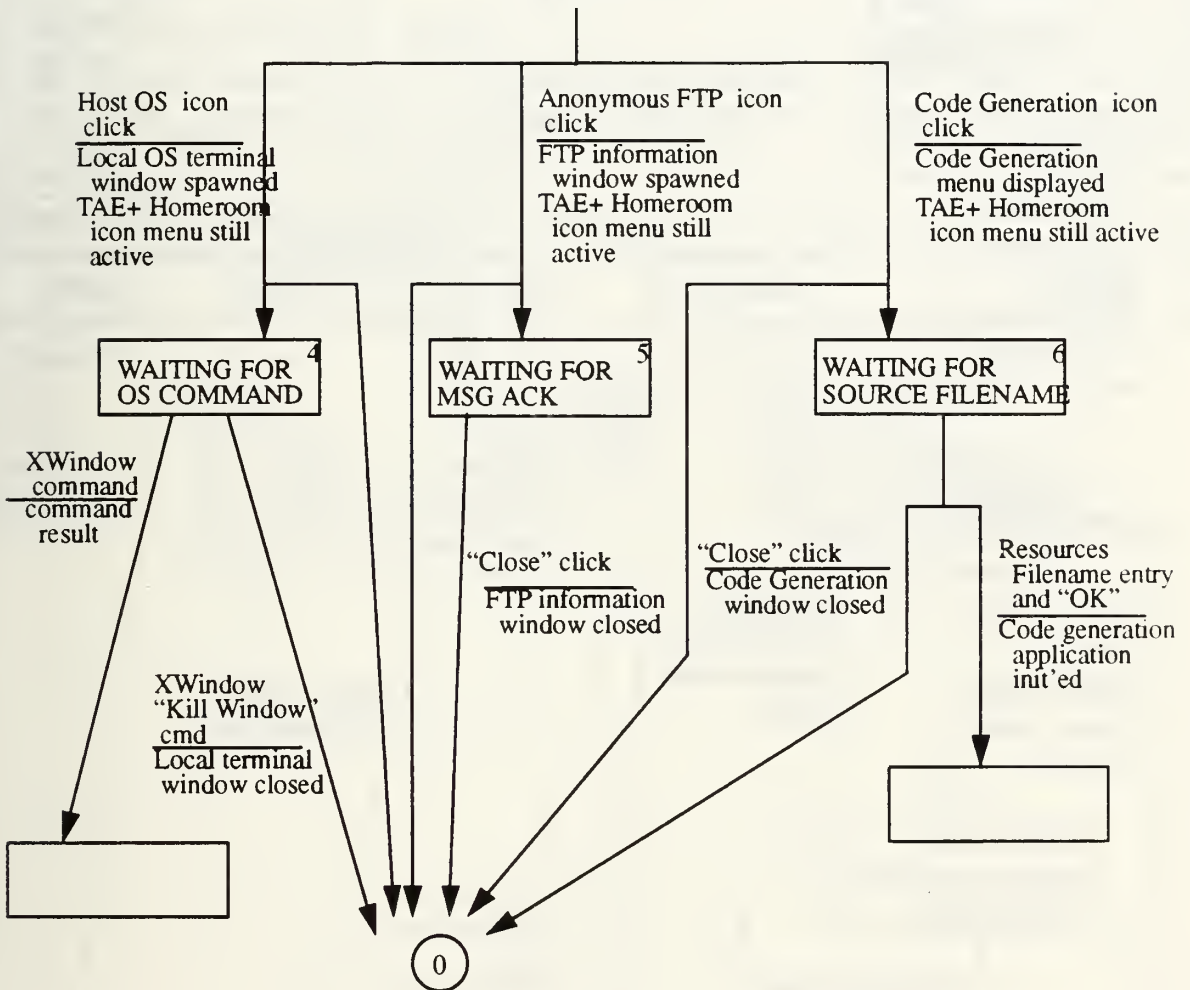 Host OS icon
click
Local OS terminal
window spawned
TAE+ Homeroom
icon menu still
active
Anonymous FTP icon
click
FTP information
window spawned
TAE+ Homeroom
icon menu still
active
Code Generation icon
click
Code Generation
menu displayed
TAE+ Homeroom
icon menu still active
4
WAITING FOR
OS COMMAND
5
WAITING FOR
MSG ACK
6
WAITING FOR
SOURCE FILENAME
XWindow
command
command
result
XWindow
“Kill Window”
cmd
Local terminal
window closed
“Close” click
FTP information
window closed
“Close” click
Code Generation
window closed
Resources
Filename entry
and “OK”
Code generation
application
init’ed
0